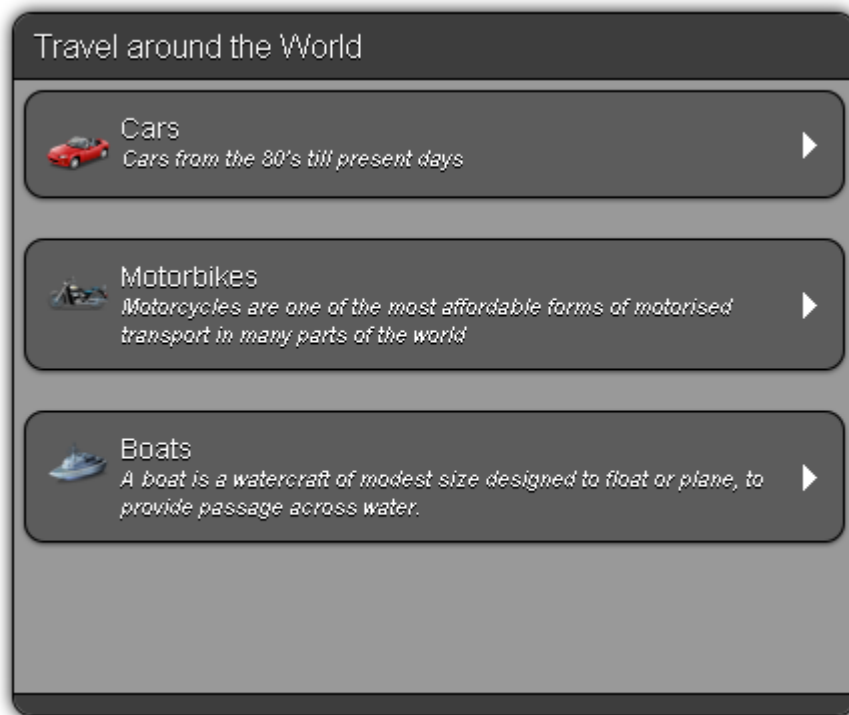 Travel around the World
Cars
Cars from the 80's till present days
Motorbikes
Motorcycles are one of the most affordable forms of motorised
transport in many parts of the world
Boats
A boat is a watercraft of modest size designed to float or plane, to
provide passage across water.